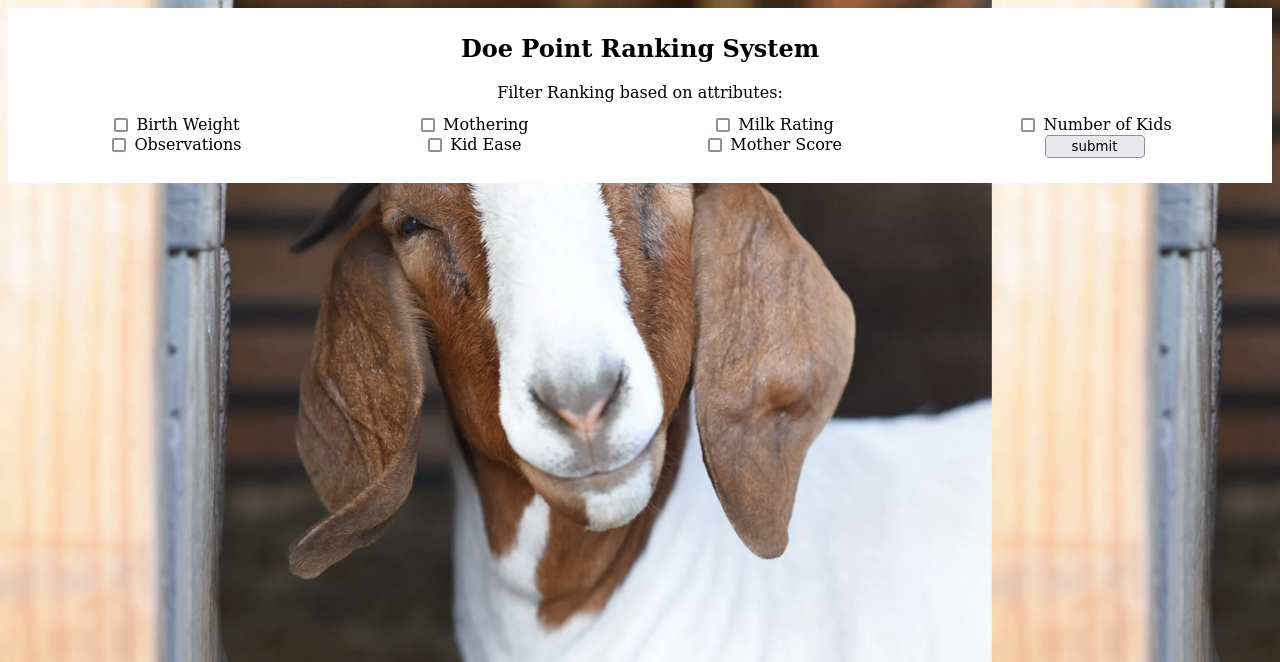 Doe Point Ranking System
Filter Ranking based on attributes:
Birth Weight Mothering Milk Rating Number of Kids
Observations Kid Ease Mother Score submit